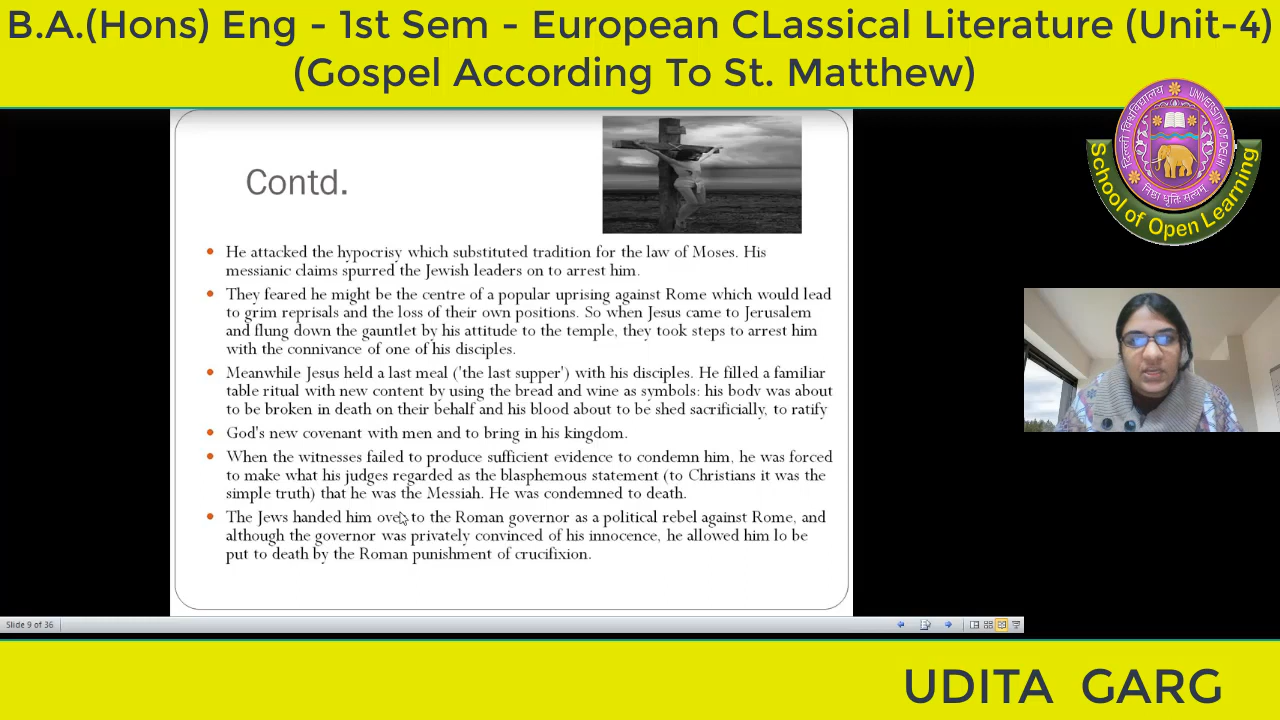 B.A.(Hons) Eng - 1st Sem - European CLassical Literature (Unit-4)
(Gospel According To St. Matthew)
दिल्ली विश्वविद्यालय
UNIVERSITY OF DELHI
निष्ठा धृतिः सत्यम्
School of Open Learning
Contd.
He attacked the hypocrisy which substituted tradition for the law of Moses. His
messianic claims spurred the Jewish leaders on to arrest him.
They feared he might be the centre of a popular uprising against Rome which would lead
to grim reprisals and the loss of their own positions. So when Jesus came to Jerusalem
and flung down the gauntlet by his attitude to the temple, they took steps to arrest him
with the connivance of one of his disciples.
Meanwhile Jesus held a last meal ('the last supper') with his disciples. He filled a familiar
table ritual with new content by using the bread and wine as symbols: his body was about
to be broken in death on their behalf and his blood about to be shed sacrificially, to ratify
God's new covenant with men and to bring in his kingdom.
When the witnesses failed to produce sufficient evidence to condemn him, he was forced
to make what his judges regarded as the blasphemous statement (to Christians it was the
simple truth) that he was the Messiah. He was condemned to death.
The Jews handed him over to the Roman governor as a political rebel against Rome, and
although the governor was privately convinced of his innocence, he allowed him lo be
put to death by the Roman punishment of crucifixion.
Slide 9 of 36
UDITA GARG